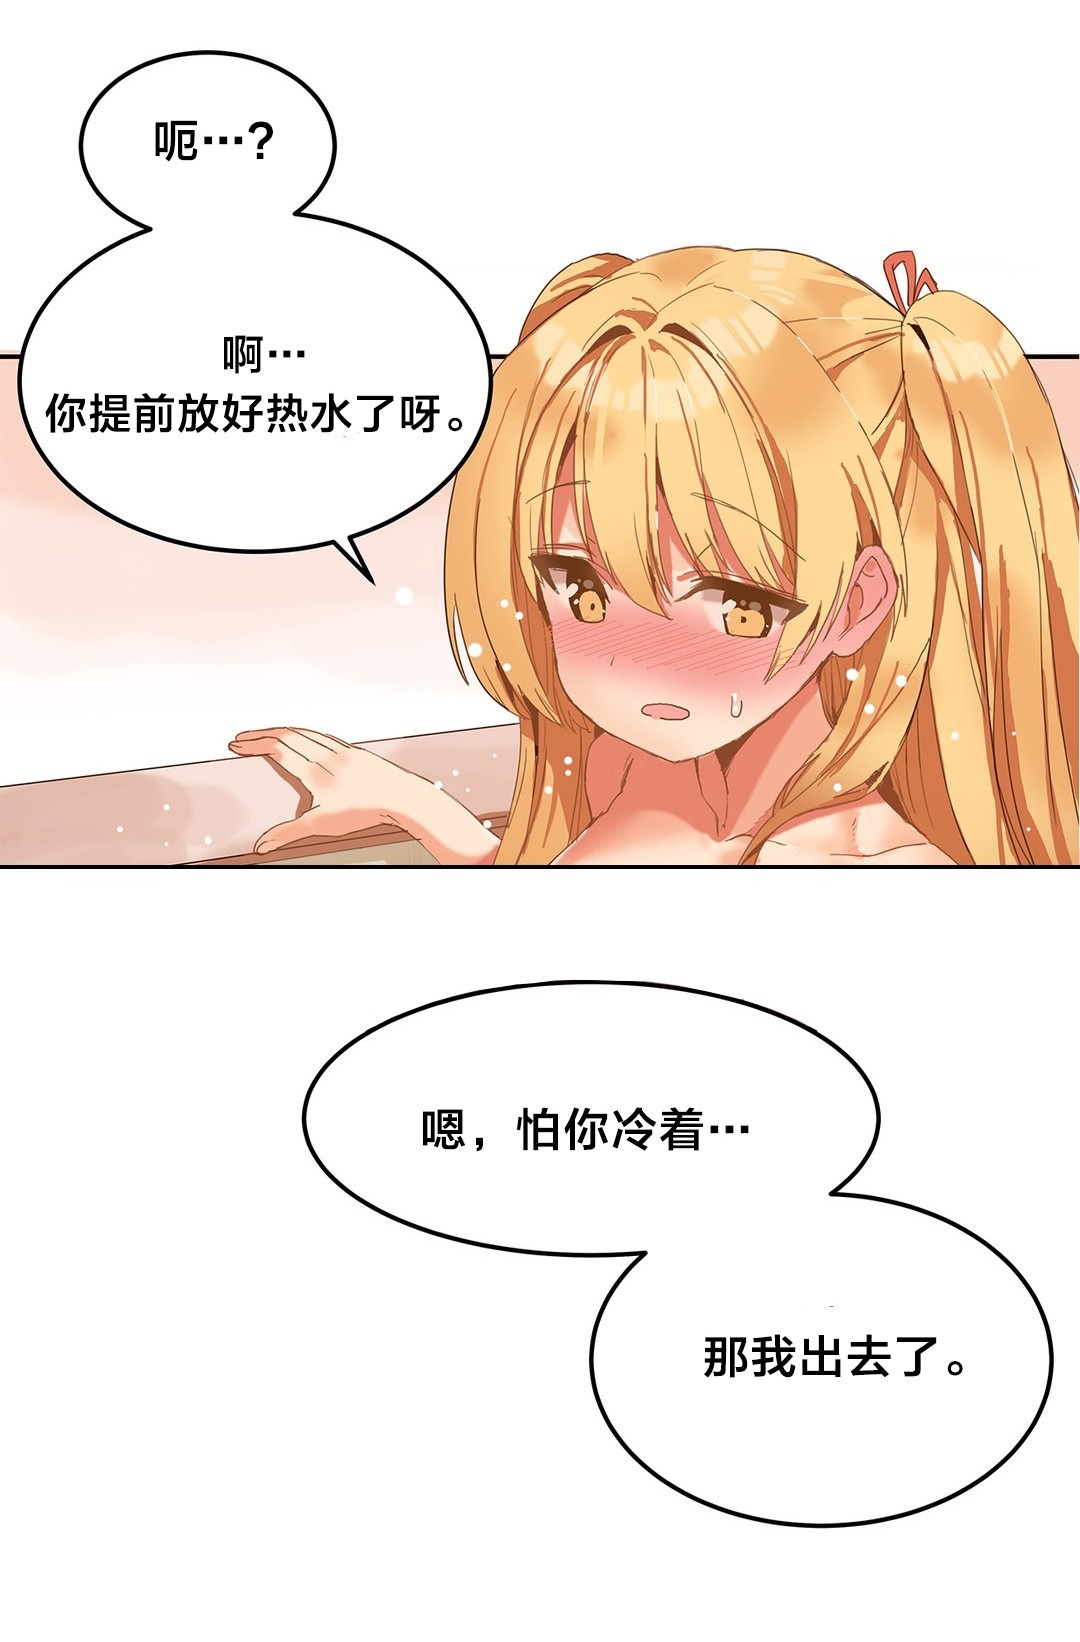 呃…?
啊…
你提前放好热水了呀。
嗯，怕你冷着…
那我出去了。